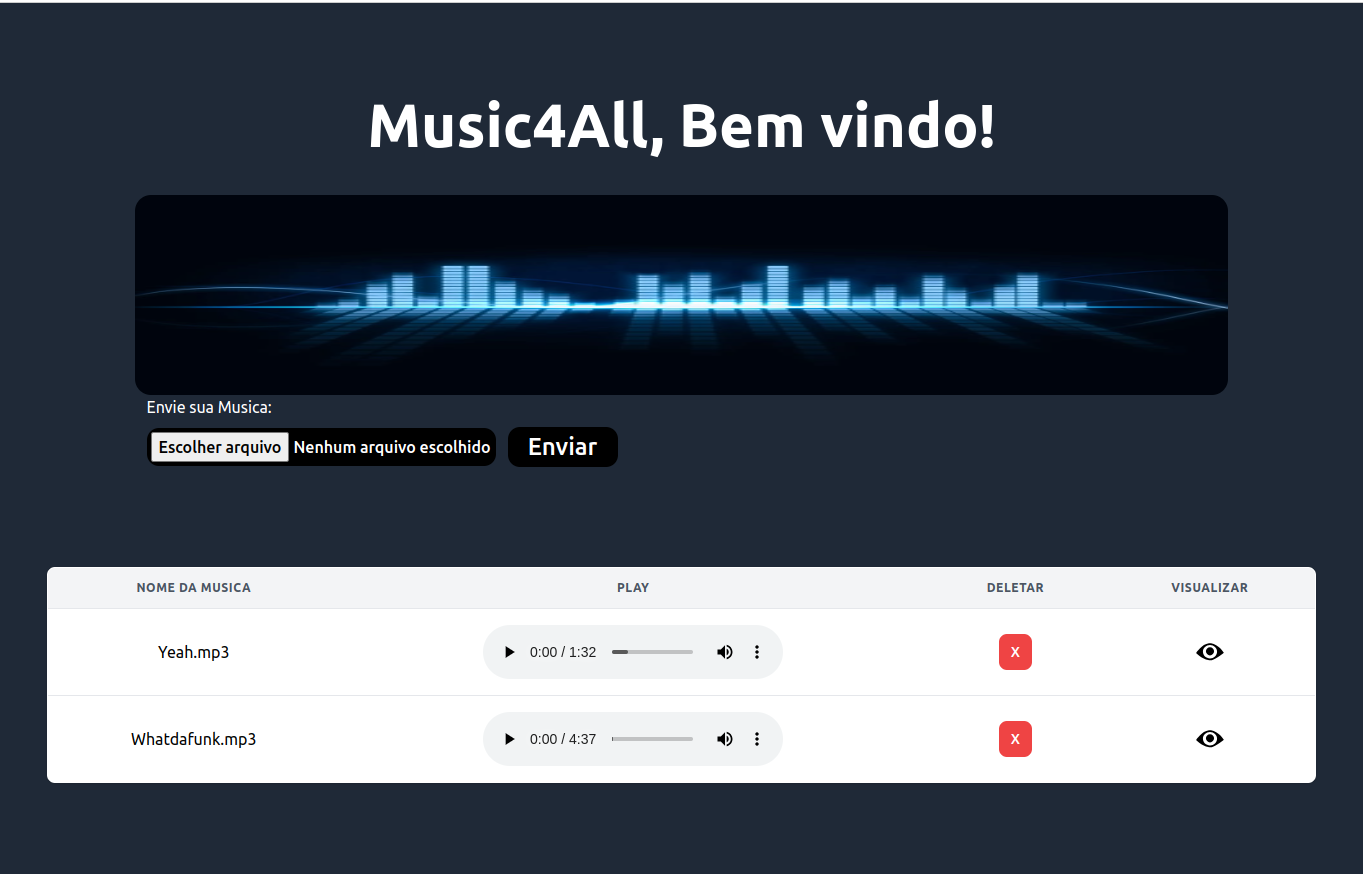 Music4All, Bem vindo!
Envie sua Musica:
Escolher arquivo Nenhum arquivo escolhido Enviar
NOME DA MUSICA PLAY DELETAR VISUALIZAR
Yeah.mp3 0:00 / 1:32 X
Whatdafunk.mp3 0:00 / 4:37 X